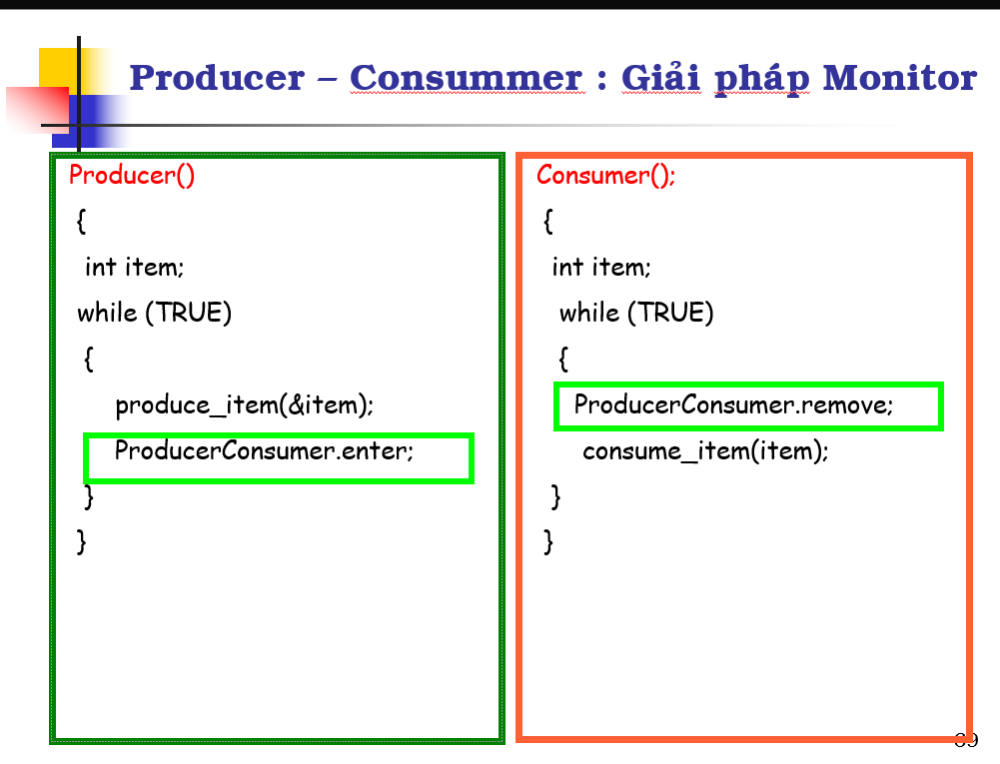 Producer – Consummer : Giải pháp Monitor
Producer()
{
int item;
while (TRUE)
{
produce_item(&item);
ProducerConsumer.enter;
}
}
Consumer();
{
int item;
while (TRUE)
{
ProducerConsumer.remove;
consume_item(item);
}
}